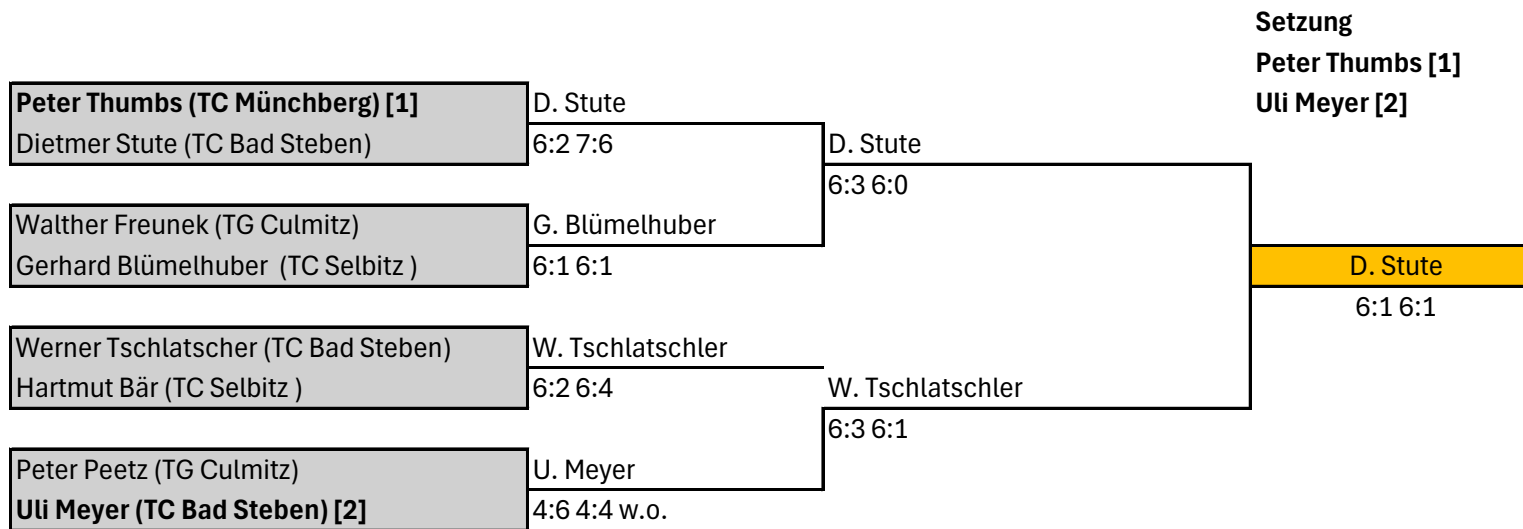 Setzung
Peter Thumbs [1]
Uli Meyer [2]
Peter Thumbs (TC Münchberg) [1]
D. Stute
Dietmer Stute (TC Bad Steben)
6:2 7:6
D. Stute
6:3 6:0
Walther Freunek (TG Culmitz)
G. Blümelhuber
Gerhard Blümelhuber (TC Selbitz )
6:1 6:1
D. Stute
6:1 6:1
Werner Tschlatscher (TC Bad Steben)
W. Tschlatschler
Hartmut Bär (TC Selbitz )
6:2 6:4
W. Tschlatschler
6:3 6:1
Peter Peetz (TG Culmitz)
U. Meyer
Uli Meyer (TC Bad Steben) [2]
4:6 4:4 w.o.